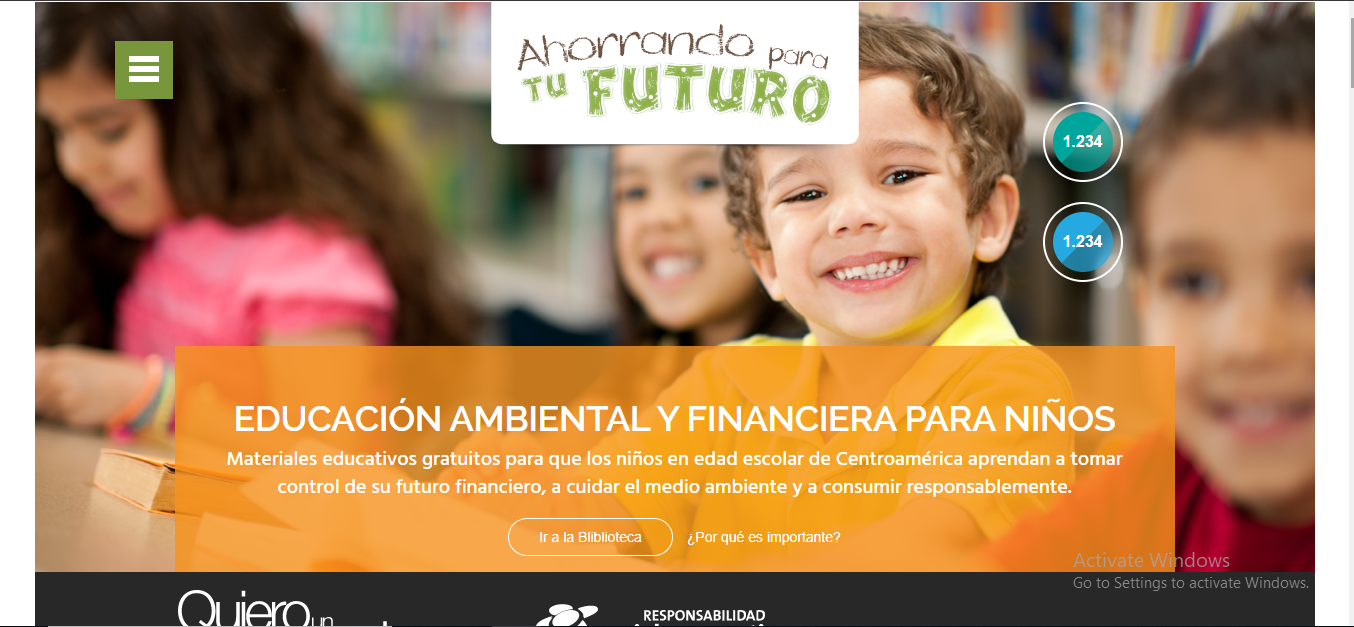 Ahorrando para
TU FUTURO
1.234
1.234
EDUCACIÓN AMBIENTAL Y FINANCIERA PARA NIÑOS
Materiales educativos gratuitos para que los niños en edad escolar de Centroamérica aprendan a tomar
control de su futuro financiero, a cuidar el medio ambiente y a consumir responsablemente.
Ir a la Bliblioteca ¿Por qué es importante?
Activate Windows
Go to Settings to activate Windows.
Quiero un
RESPONSABILIDAD